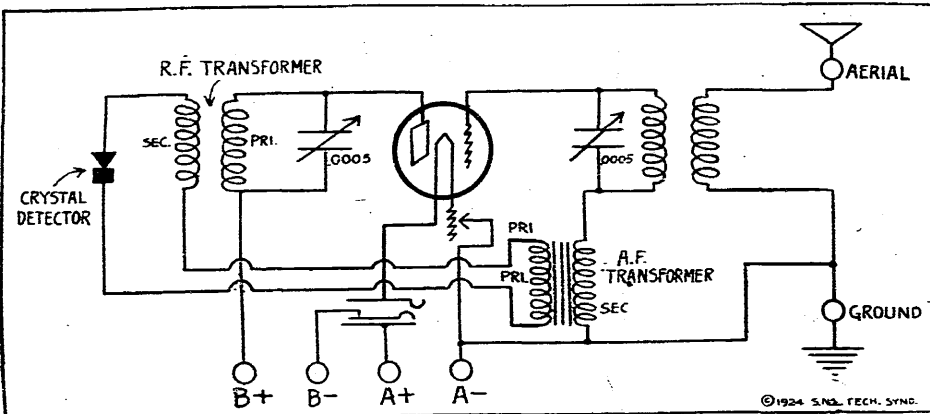 R.F. TRANSFORMER
AERIAL
SEC.
PRI.
.0005
.0005
CRYSTAL
DETECTOR
PRI
PRI.
A.F.
TRANSFORMER
SEC
GROUND
B+
B-
A+
A-
©1924 S.N.S. TECH. SYND.